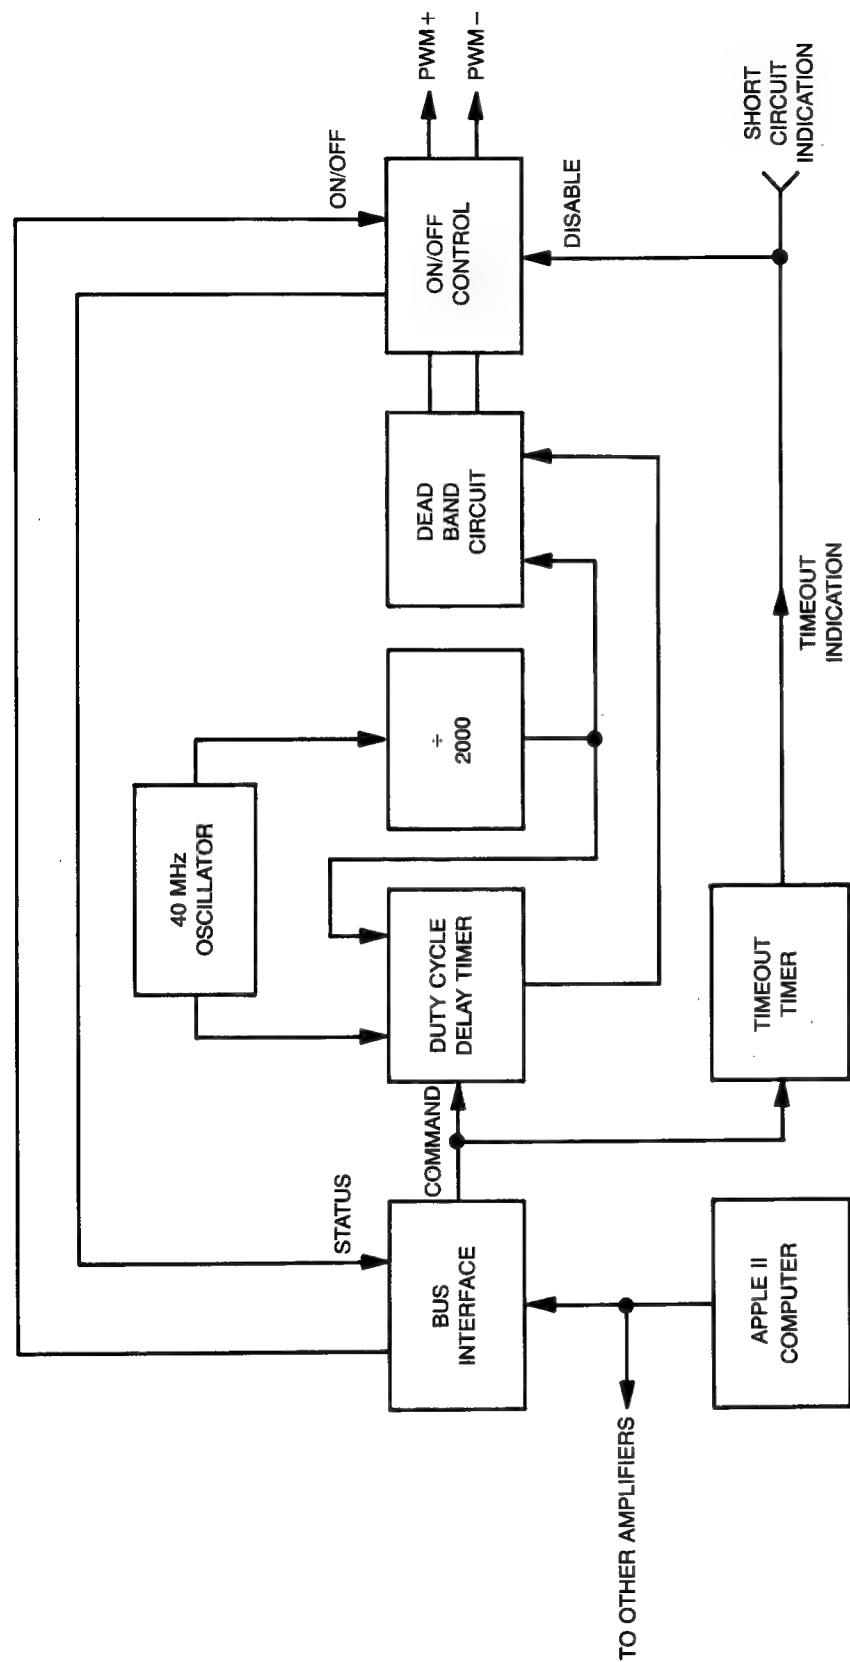 PWM+
PWM−
ON/OFF
ON/OFF
CONTROL
DISABLE
SHORT
CIRCUIT
INDICATION
DEAD
BAND
CIRCUIT
÷
2000
40 MHz
OSCILLATOR
TIMEOUT
INDICATION
DUTY CYCLE
DELAY TIMER
TIMEOUT
TIMER
COMMAND
STATUS
BUS
INTERFACE
APPLE II
COMPUTER
TO OTHER AMPLIFIERS